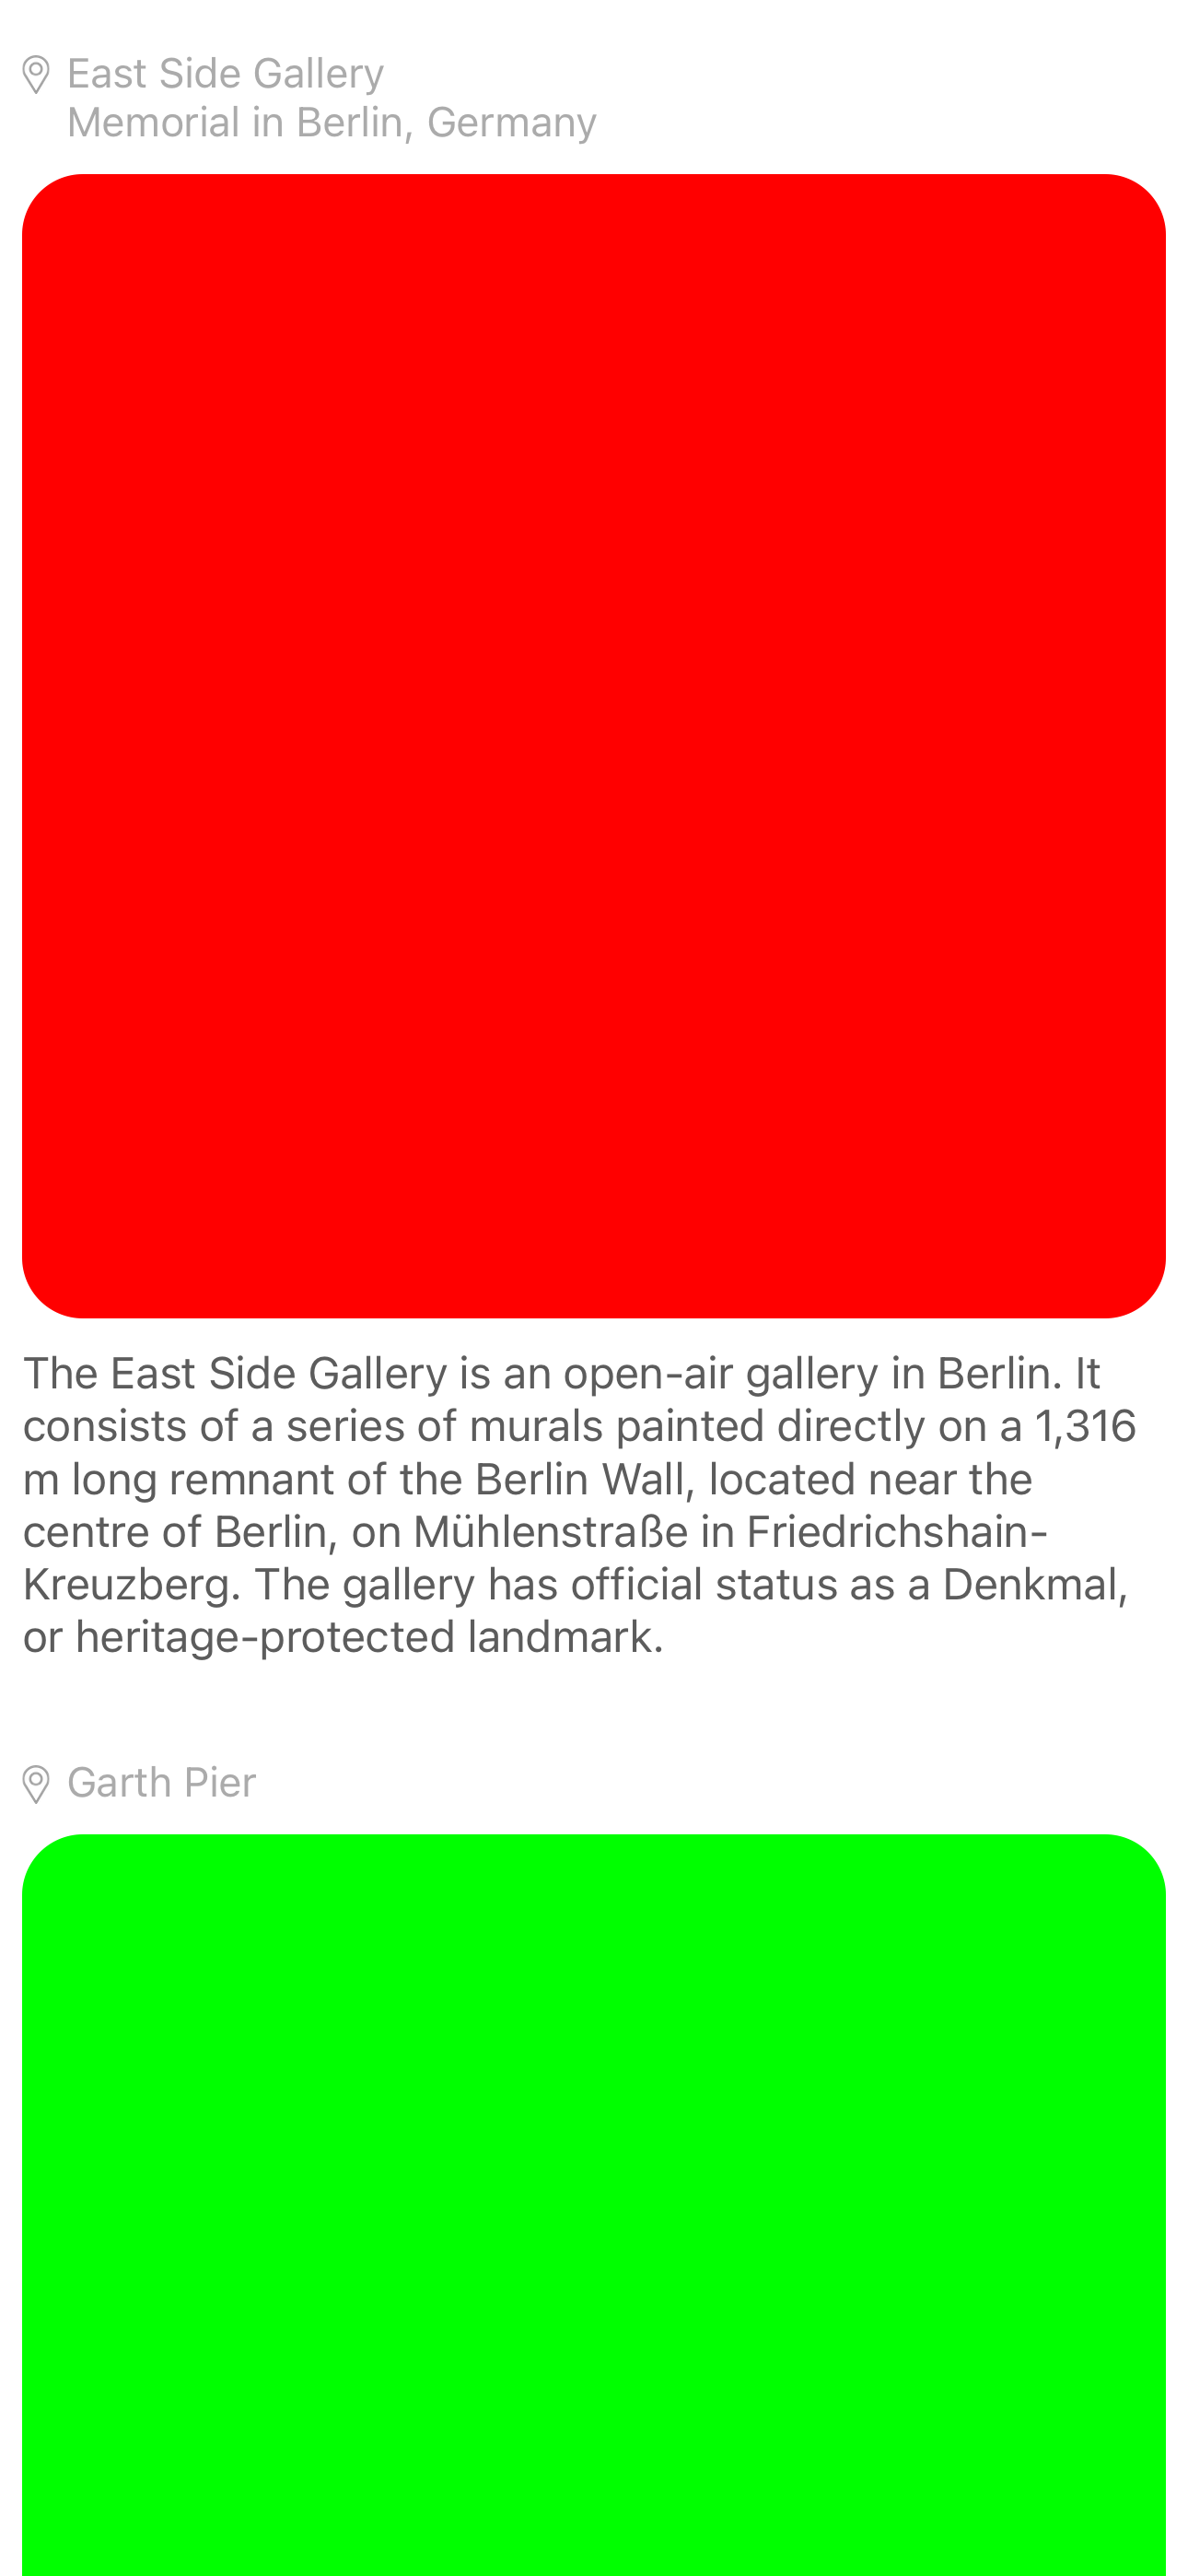 East Side Gallery
Memorial in Berlin, Germany
The East Side Gallery is an open-air gallery in Berlin. It
consists of a series of murals painted directly on a 1,316
m long remnant of the Berlin Wall, located near the
centre of Berlin, on Mühlenstraße in Friedrichshain-
Kreuzberg. The gallery has official status as a Denkmal,
or heritage-protected landmark.
Garth Pier